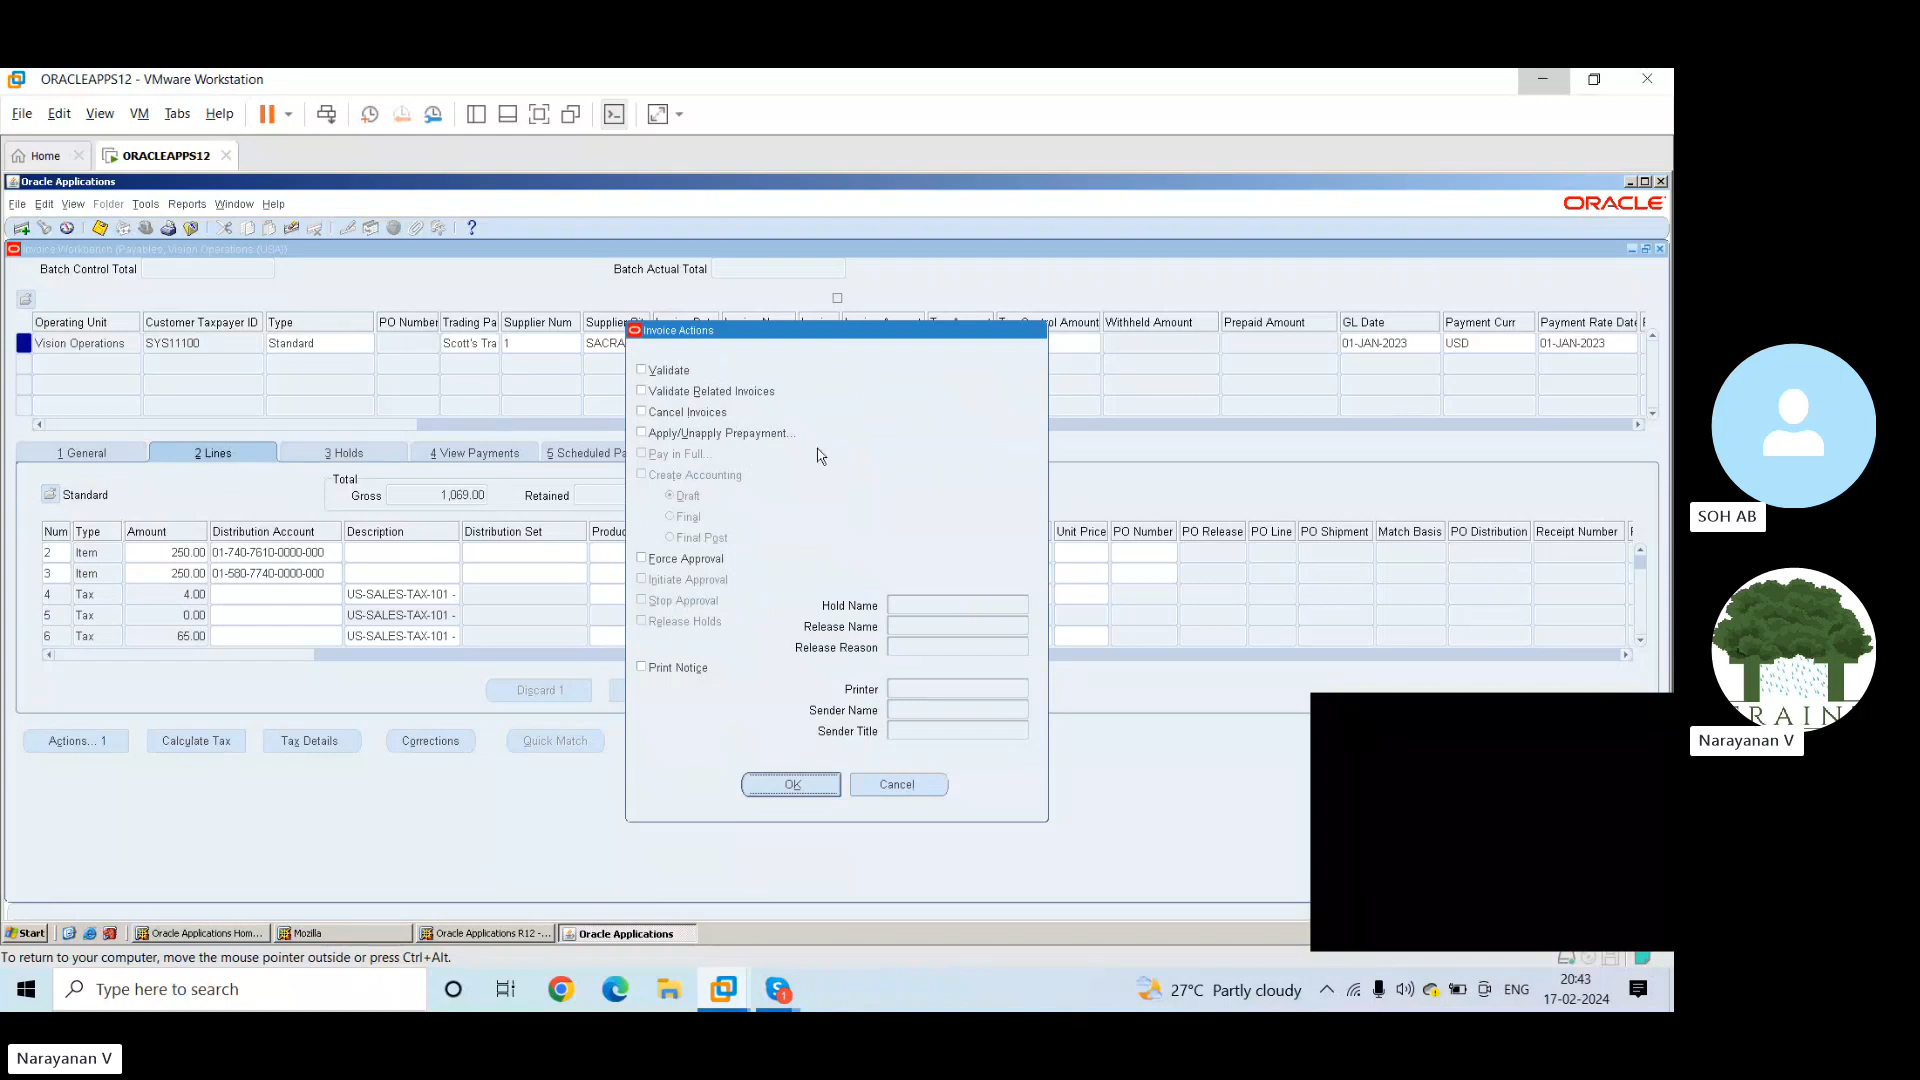 ORACLEAPPS12 - VMware Workstation
File Edit View VM Tabs Help
Home ORACLEAPPS12
Oracle Applications
File Edit View Folder Tools Reports Window Help
ORACLE
Invoice Workbench (Payables, Vision Operations (USA))
Batch Control Total Batch Actual Total
Operating Unit Customer Taxpayer ID Type PO Number Trading Pa Supplier Num Control Amount Withheld Amount Prepaid Amount GL Date Payment Curr Payment Rate Date
Vision Operations SYS11100 Standard Scott's Tra 1 SACRA 01-JAN-2023 USD 01-JAN-2023
1 General 2 Lines 3 Holds 4 View Payments 5 Scheduled Pa
Standard
Total
Gross 1,069.00 Retained
Num Type Amount Distribution Account Description Distribution Set Produc Unit Price PO Number PO Release PO Line PO Shipment Match Basis PO Distribution Receipt Number
2 Item 250.00 01-740-7610-0000-000
3 Item 250.00 01-580-7740-0000-000
4 Tax 4.00 US-SALES-TAX-101 -
5 Tax 0.00 US-SALES-TAX-101 -
6 Tax 65.00 US-SALES-TAX-101 -
Discard 1
Actions... 1 Calculate Tax Tax Details Corrections Quick Match
Invoice Actions
Validate
Validate Related Invoices
Cancel Invoices
Apply/Unapply Prepayment...
Pay in Full...
Create Accounting
Draft
Final
Final Post
Force Approval
Initiate Approval
Stop Approval
Release Holds
Hold Name
Release Name
Release Reason
Print Notice
Printer
Sender Name
Sender Title
OK Cancel
Start Oracle Applications Hom... Mozilla Oracle Applications R12 -... Oracle Applications
To return to your computer, move the mouse pointer outside or press Ctrl+Alt.
Type here to search
27°C Partly cloudy ENG
20:43
17-02-2024
SOH AB
RAIN
Narayanan V
Narayanan V